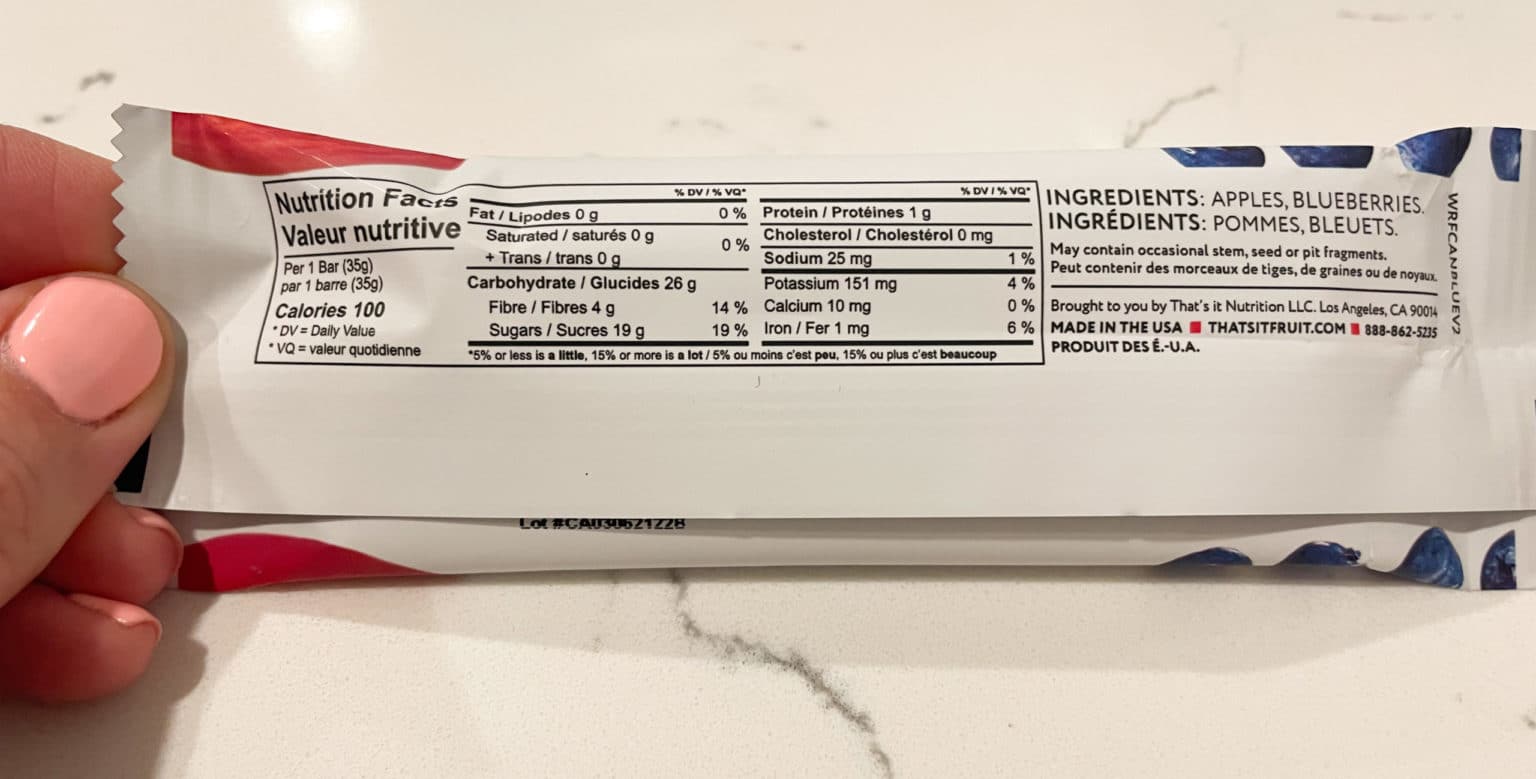 Nutrition Facts
Valeur nutritive
Per 1 Bar (35g)
par 1 barre (35g)
Calories 100
* DV = Daily Value
* VQ = valeur quotidienne
% DV / % VQ*
Fat / Lipodes 0 g 0 %
Saturated / saturés 0 g
+ Trans / trans 0 g 0 %
Carbohydrate / Glucides 26 g
Fibre / Fibres 4 g 14 %
Sugars / Sucres 19 g 19 %
% DV / % VQ*
Protein / Protéines 1 g
Cholesterol / Cholestérol 0 mg
Sodium 25 mg 1 %
Potassium 151 mg 4 %
Calcium 10 mg 0 %
Iron / Fer 1 mg 6 %
*5% or less is a little, 15% or more is a lot / 5% ou moins c'est peu, 15% ou plus c'est beaucoup
INGREDIENTS: APPLES, BLUEBERRIES.
INGRÉDIENTS: POMMES, BLEUETS.
May contain occasional stem, seed or pit fragments.
Peut contenir des morceaux de tiges, de graines ou de noyaux.
Brought to you by That's it Nutrition LLC. Los Angeles, CA 90014
MADE IN THE USA ■ THATSITFRUIT.COM ■ 888-862-5235
PRODUIT DES É.-U.A.
WRFCANBLUEV2
Lot #CA030621228